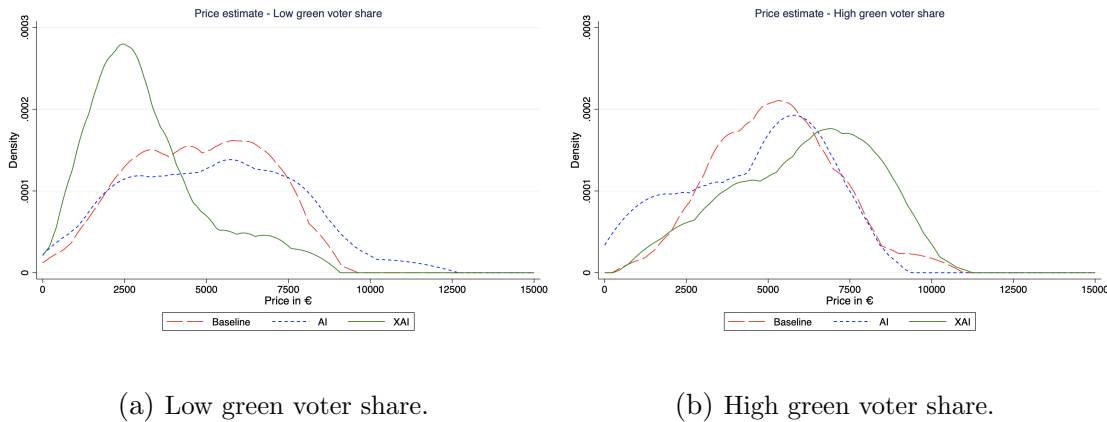 Price estimate - Low green voter share
.0003
.0002
.0001
0
Density
0 2500 5000 7500 10000 12500 15000
Price in €
Baseline AI XAI
(a) Low green voter share.
Price estimate - High green voter share
.0003
.0002
.0001
0
Density
0 2500 5000 7500 10000 12500 15000
Price in €
Baseline AI XAI
(b) High green voter share.